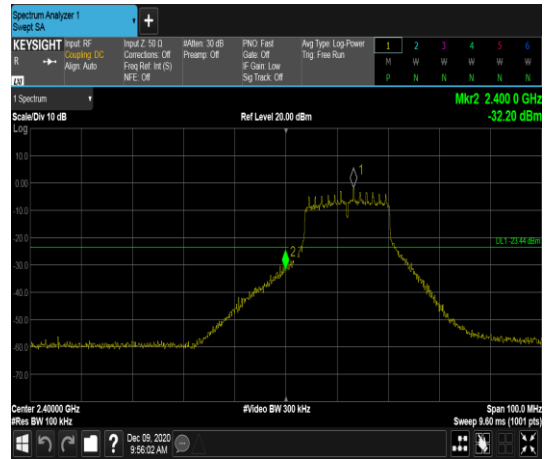 Spectrum Analyzer 1
Swept SA
+
KEYSIGHT
R
LXI
Input: RF
Coupling: DC
Align: Auto
Input Z: 50 Ω
Corrections: Off
Freq Ref: Int (S)
NFE: Off
#Atten: 30 dB
Preamp: Off
PNO: Fast
Gate: Off
IF Gain: Low
Sig Track: Off
Avg Type: Log-Power
Trig: Free Run
1 2 3 4 5 6
M W W W W W
P N N N N N
1 Spectrum
Mkr2 2.400 0 GHz
Scale/Div 10 dB
Ref Level 20.00 dBm
-32.20 dBm
Log
10.0
0.00
-10.0
-20.0
-30.0
-40.0
-50.0
-60.0
-70.0
1
2
DL1 -23.44 dBm
Center 2.40000 GHz
#Video BW 300 kHz
Span 100.0 MHz
#Res BW 100 kHz
Sweep 9.60 ms (1001 pts)
?
Dec 09, 2020
9:56:02 AM